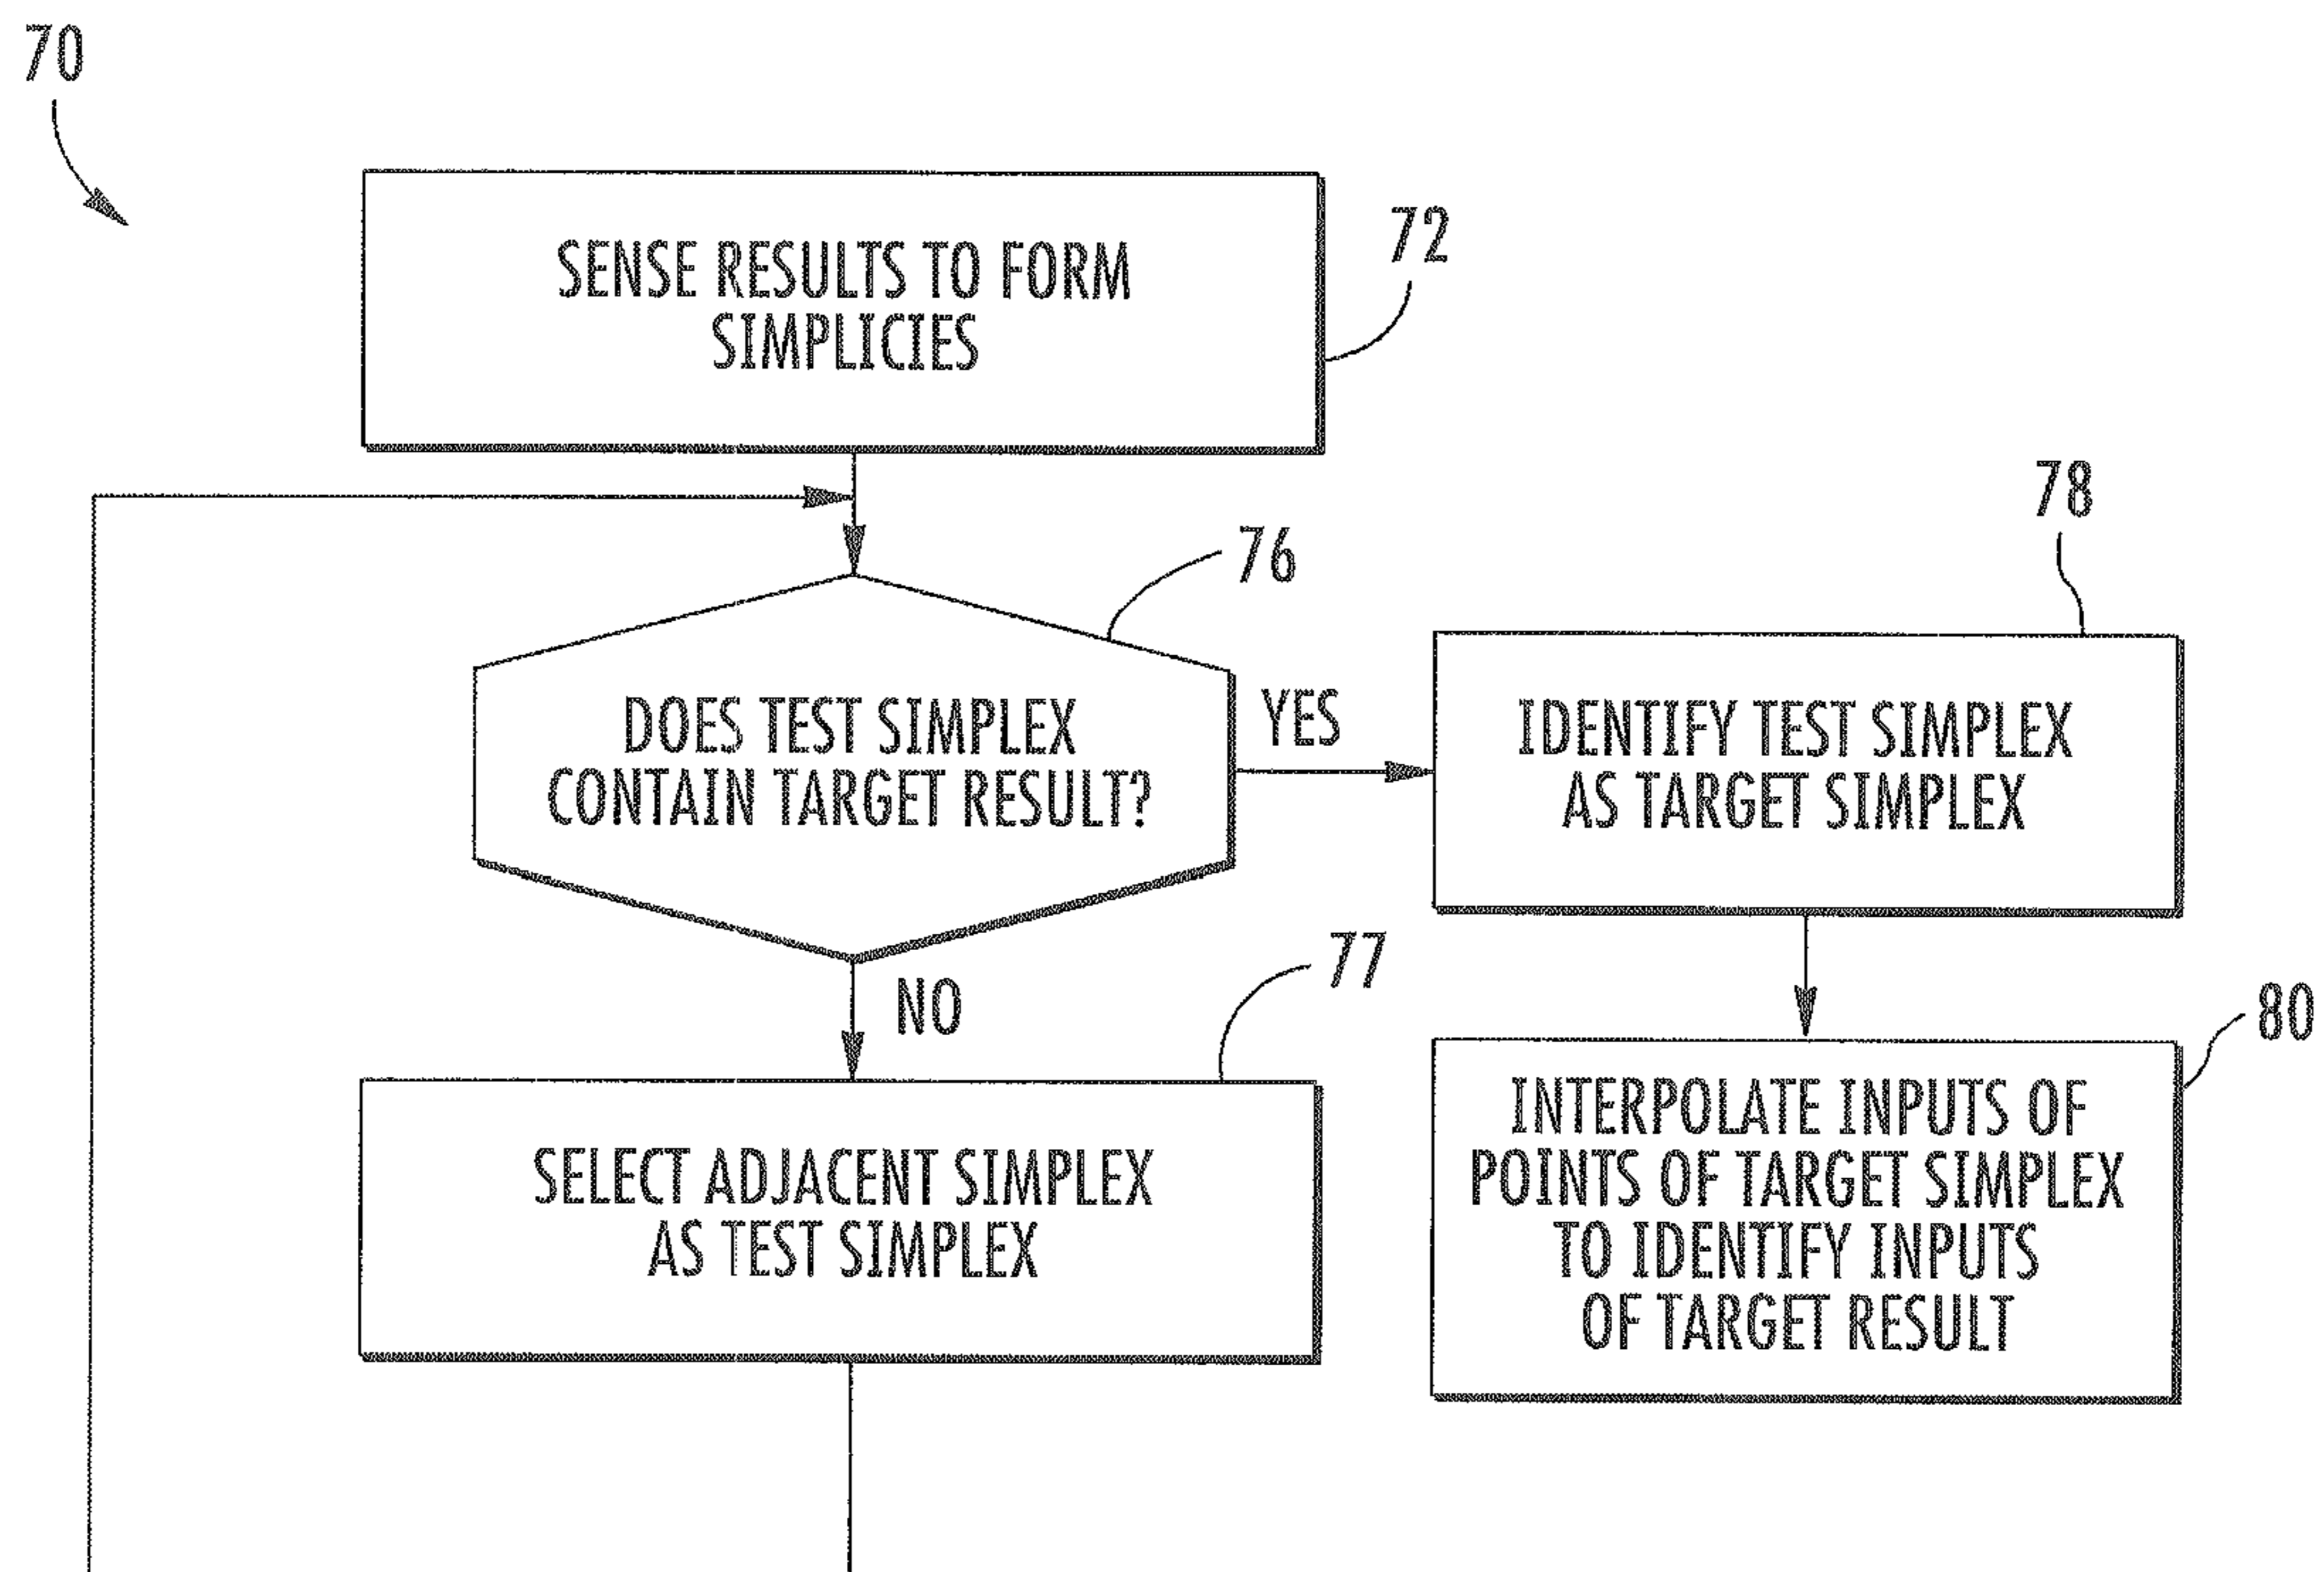 70
SENSE RESULTS TO FORM
SIMPLICIES
72
76
DOES TEST SIMPLEX
CONTAIN TARGET RESULT?
YES
78
IDENTIFY TEST SIMPLEX
AS TARGET SIMPLEX
NO
77
SELECT ADJACENT SIMPLEX
AS TEST SIMPLEX
80
INTERPOLATE INPUTS OF
POINTS OF TARGET SIMPLEX
TO IDENTIFY INPUTS
OF TARGET RESULT